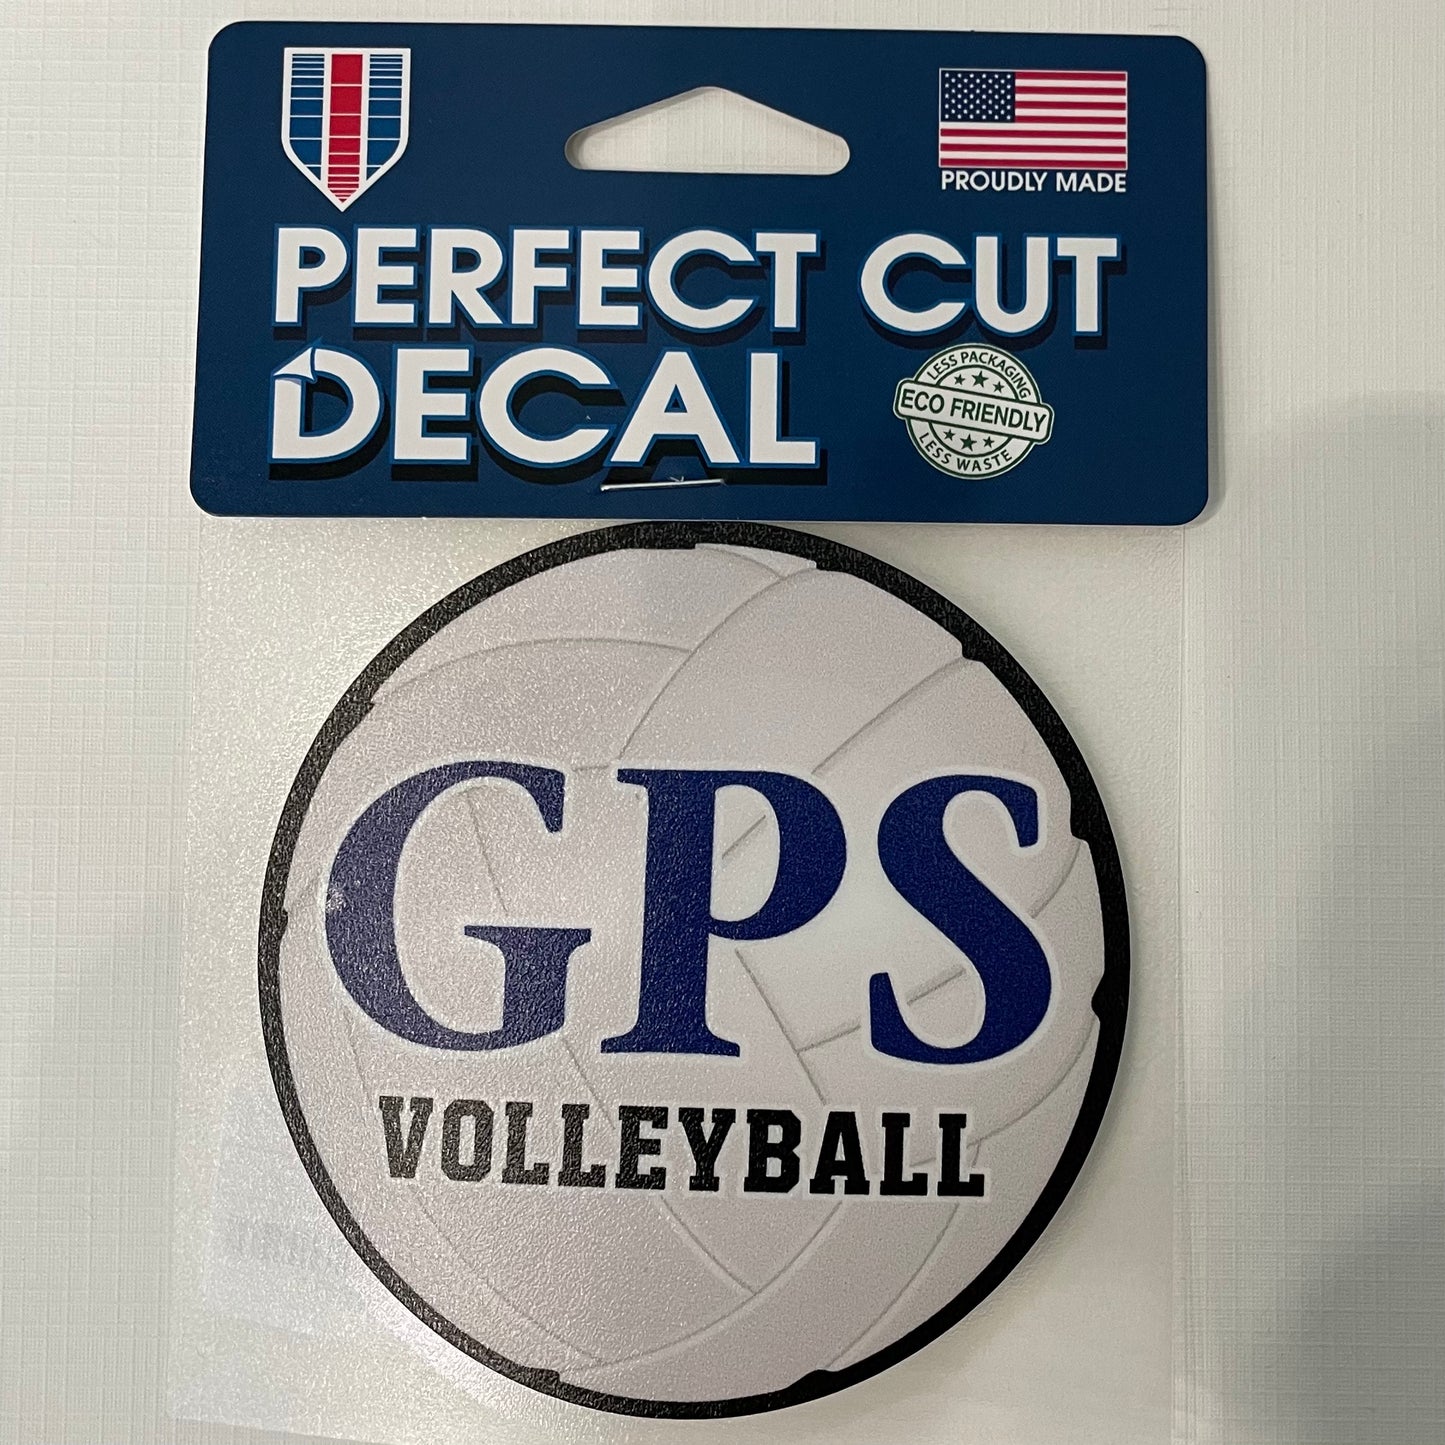 PROUDLY MADE
PERFECT CUT
DECAL
LESS PACKAGING
ECO FRIENDLY
LESS WASTE
GPS
VOLLEYBALL